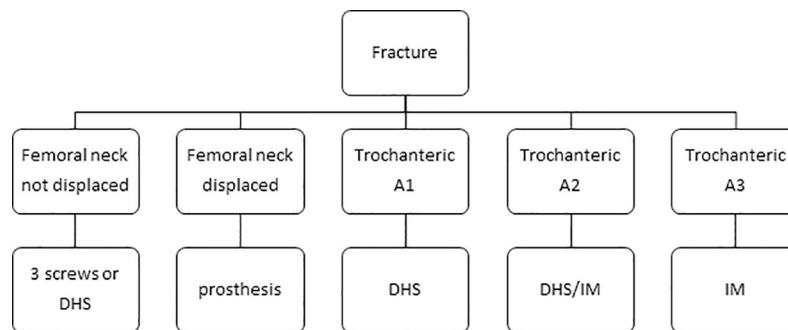 Fracture
Femoral neck
not displaced
Femoral neck
displaced
Trochanteric
A1
Trochanteric
A2
Trochanteric
A3
3 screws or
DHS
prosthesis
DHS
DHS/IM
IM